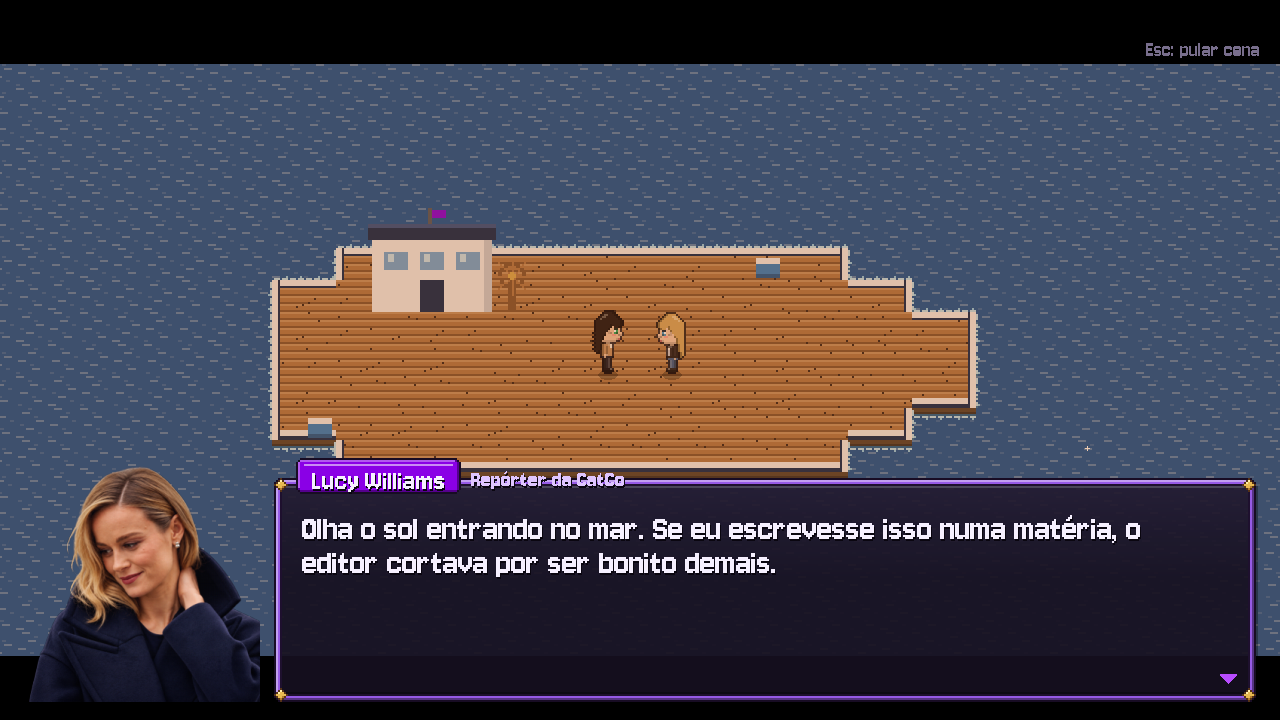 Esc: pular cena
Lucy Williams
Repórter da CatCo
Olha o sol entrando no mar. Se eu escrevesse isso numa matéria, o
editor cortava por ser bonito demais.